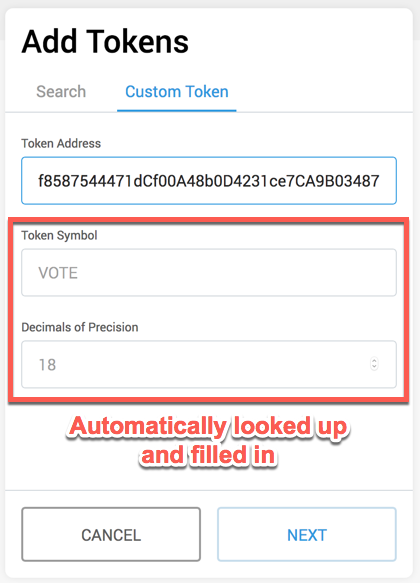 Add Tokens
Search Custom Token
Token Address
f8587544471dCf00A48b0D4231ce7CA9B03487
Token Symbol
VOTE
Decimals of Precision
18
Automatically looked up
and filled in
CANCEL NEXT